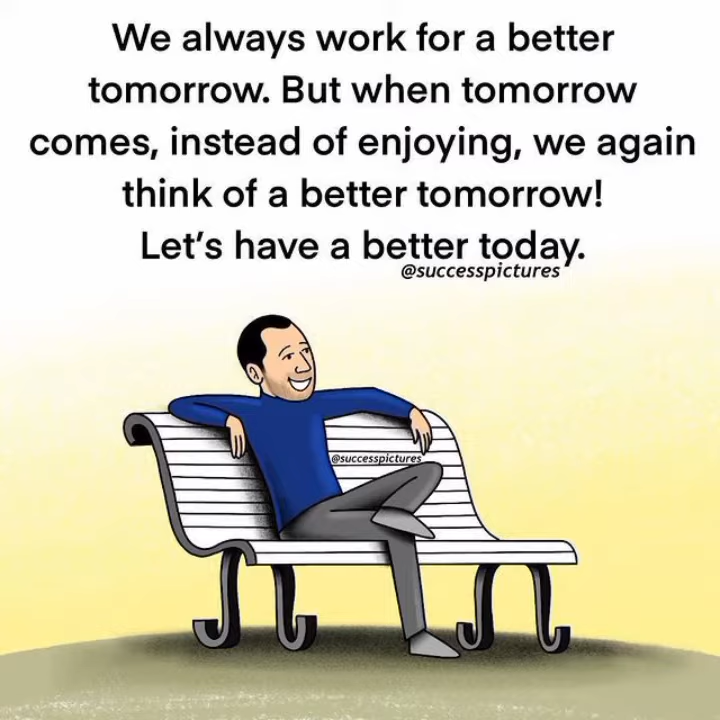 We always work for a better
tomorrow. But when tomorrow
comes, instead of enjoying, we again
think of a better tomorrow!
Let's have a better today.
@successpictures
@successpictures